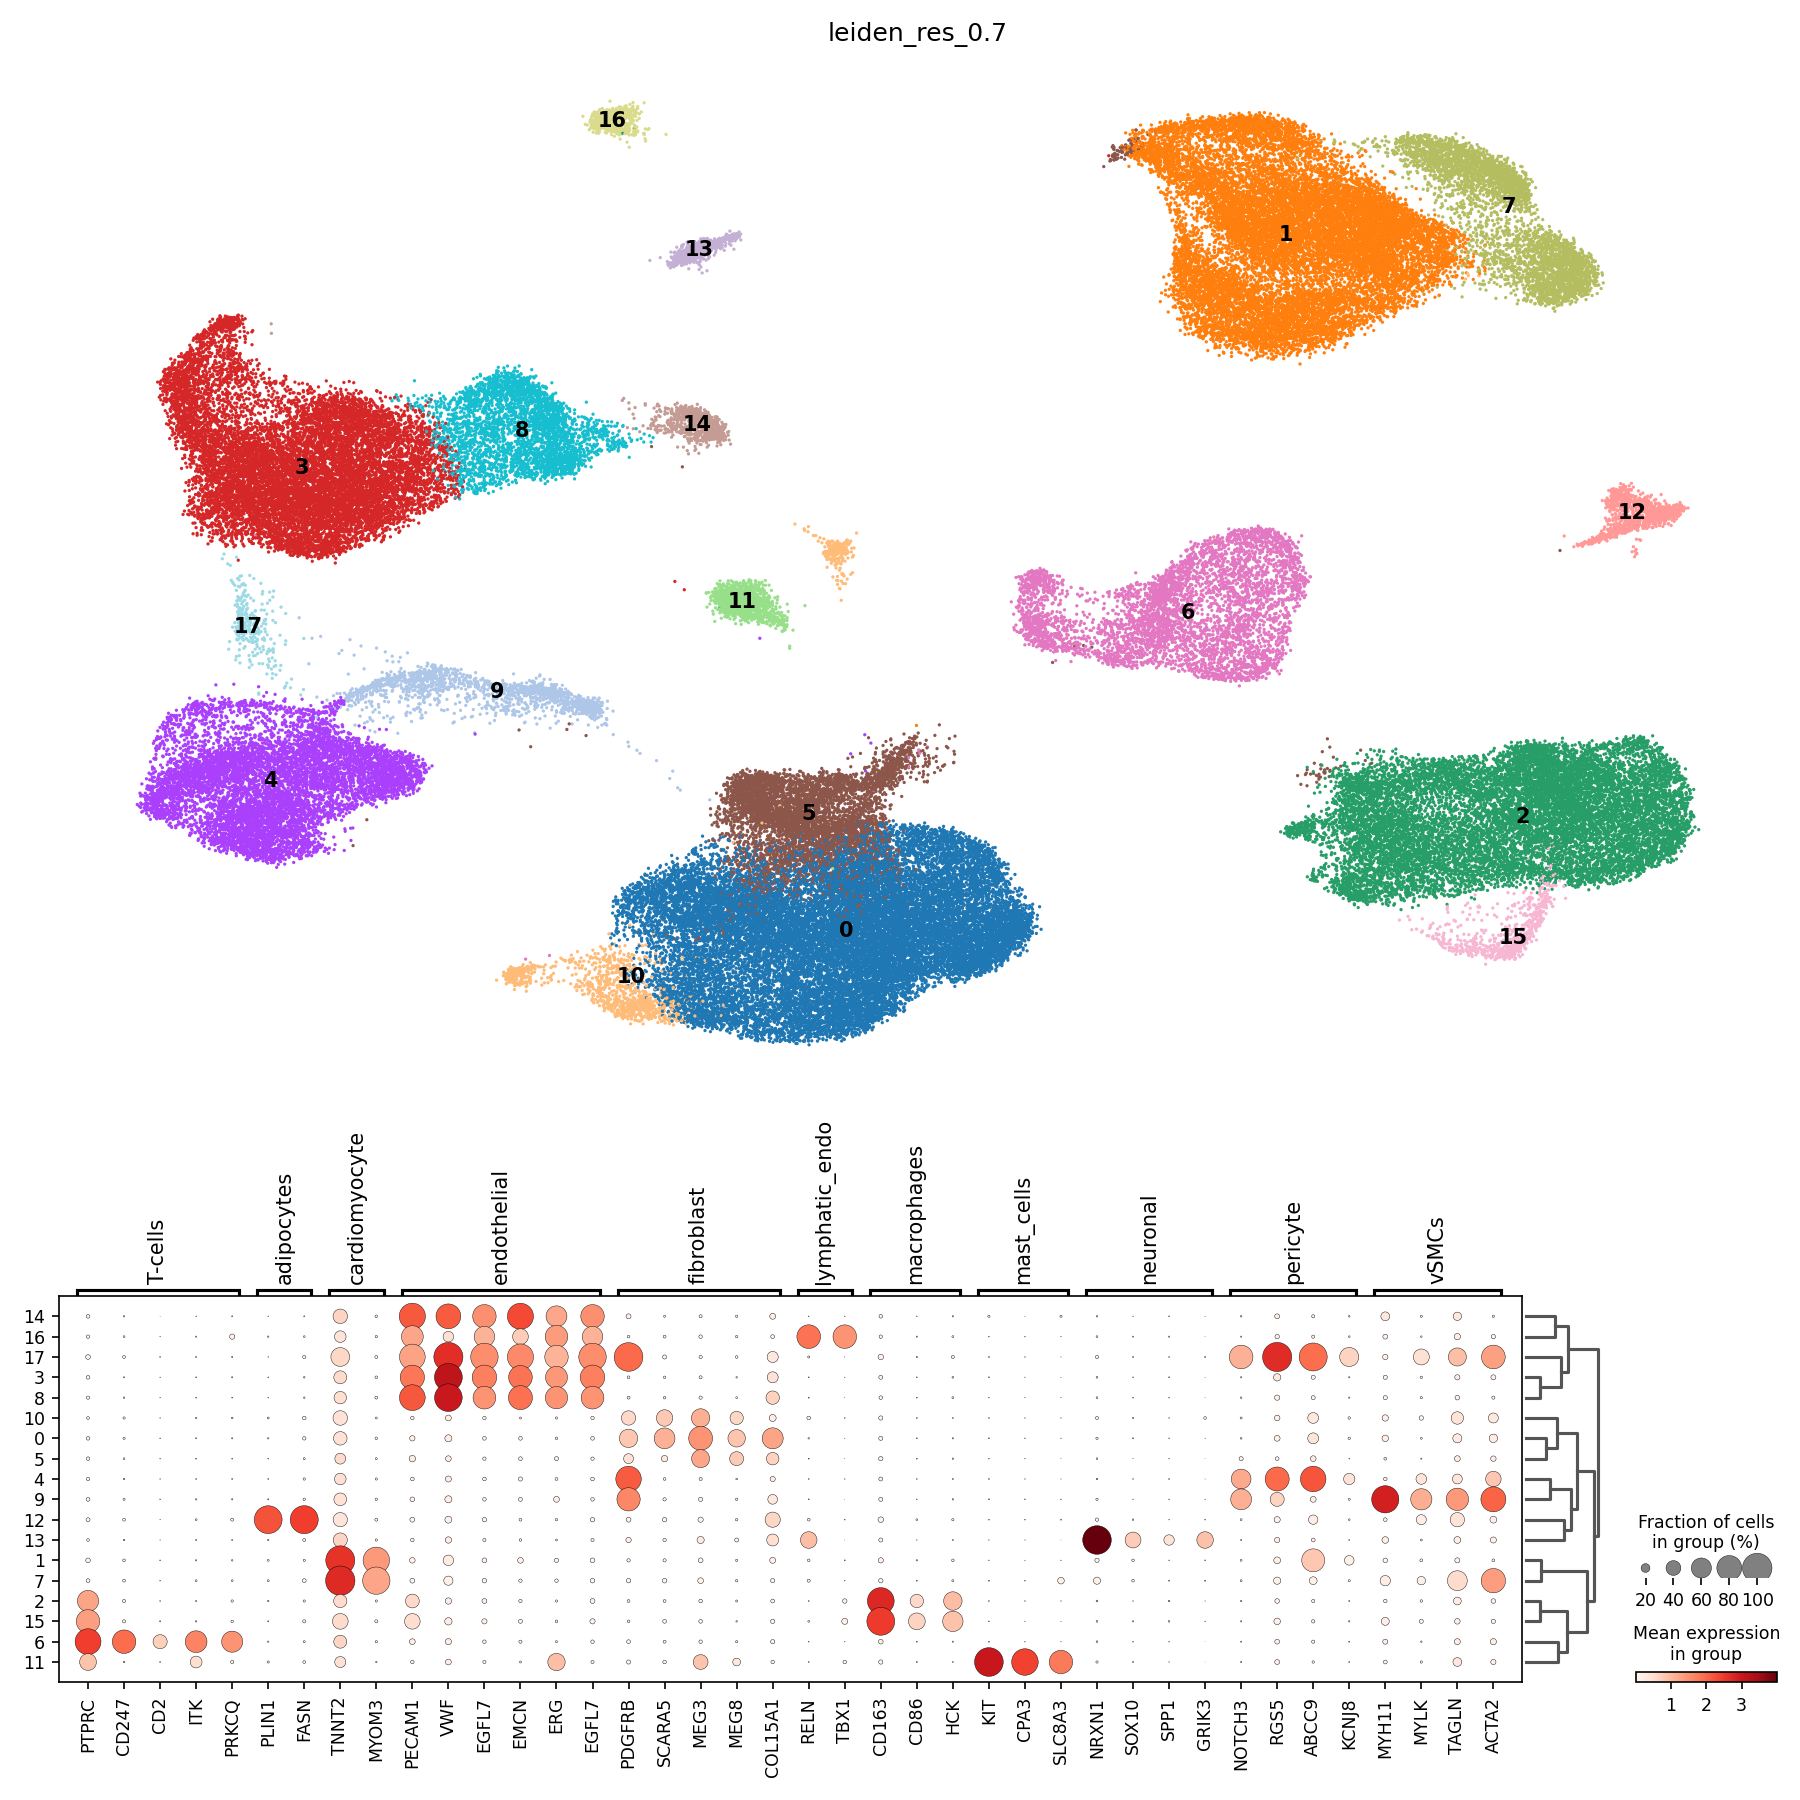 leiden_res_0.7
16
1
7
13
8
14
3
12
11
6
17
9
4
5
2
0
15
10
T-cells
adipocytes
cardiomyocyte
endothelial
fibroblast
lymphatic_endo
macrophages
mast_cells
neuronal
pericyte
vSMCs
14
16
17
3
8
10
0
5
4
9
12
13
1
7
2
15
6
11
PTPRC
CD247
CD2
ITK
PRKCQ
PLIN1
FASN
TNNT2
MYOM3
PECAM1
VWF
EGFL7
EMCN
ERG
EGFL7
PDGFRB
SCARA5
MEG3
MEG8
COL15A1
RELN
TBX1
CD163
CD86
HCK
KIT
CPA3
SLC8A3
NRXN1
SOX10
SPP1
GRIK3
NOTCH3
RGS5
ABCC9
KCNJ8
MYH11
MYLK
TAGLN
ACTA2
Fraction of cells
in group (%)
20 40 60 80 100
Mean expression
in group
1 2 3